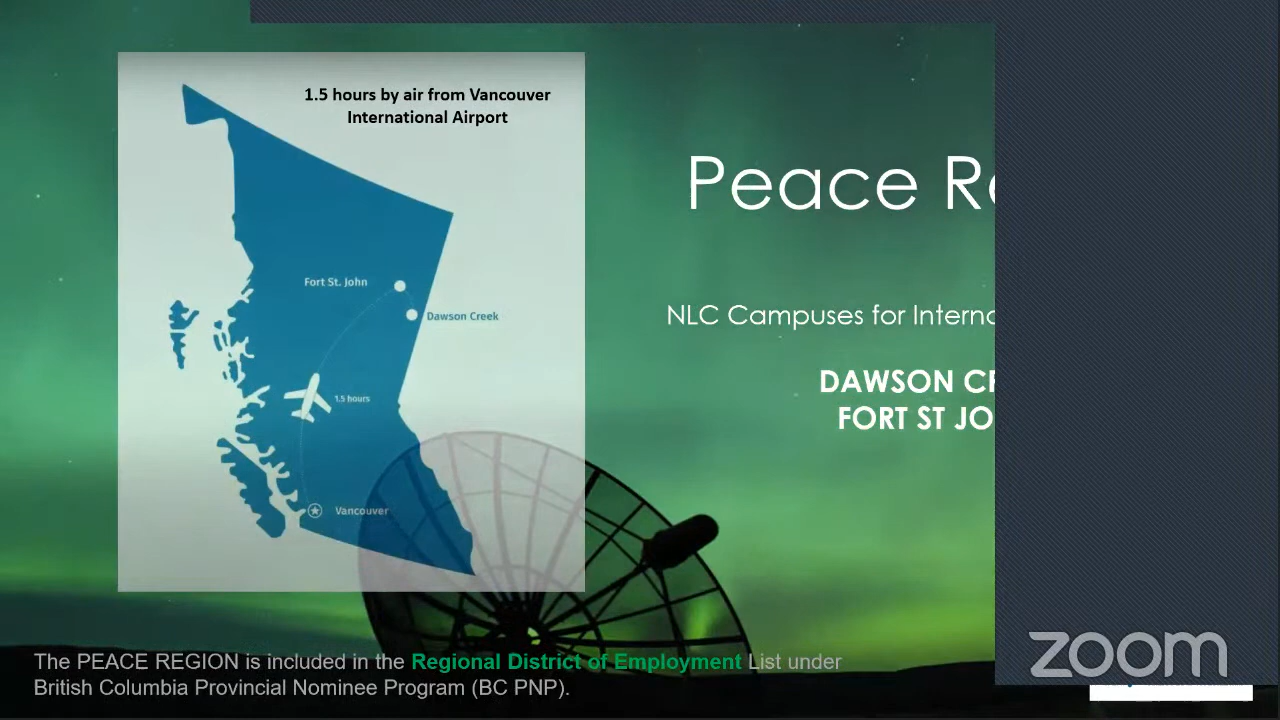 1.5 hours by air from Vancouver
International Airport
Peace R
Fort St. John
Dawson Creek
NLC Campuses for Intern
DAWSON C
FORT ST JO
1.5 hours
Vancouver
The PEACE REGION is included in the Regional District of Employment List under
British Columbia Provincial Nominee Program (BC PNP).
zoom